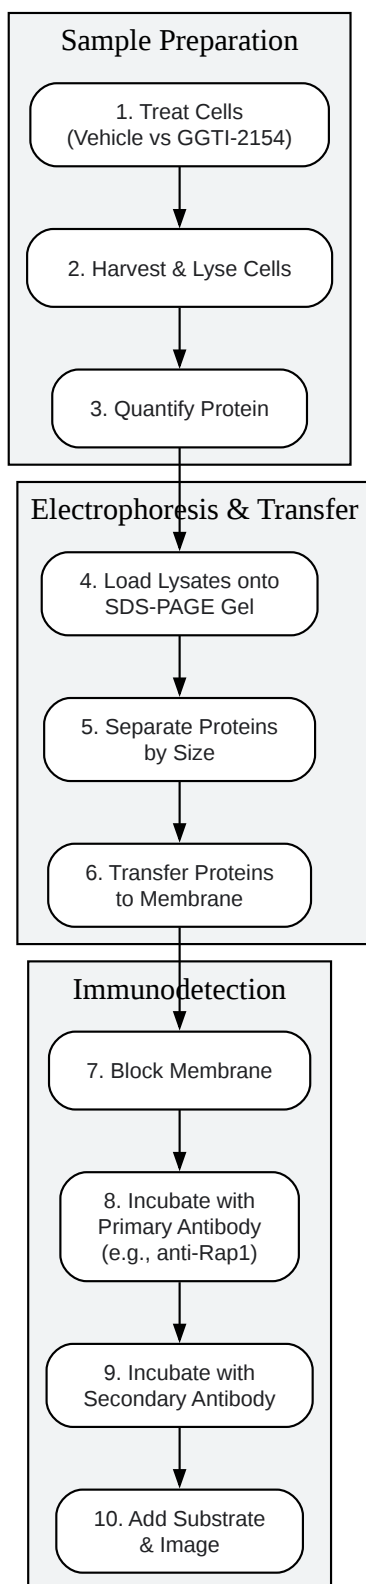 Sample Preparation
1. Treat Cells
(Vehicle vs GGTI-2154)
2. Harvest & Lyse Cells
3. Quantify Protein
Electrophoresis & Transfer
4. Load Lysates onto
SDS-PAGE Gel
5. Separate Proteins
by Size
6. Transfer Proteins
to Membrane
Immunodetection
7. Block Membrane
8. Incubate with
Primary Antibody
(e.g., anti-Rap1)
9. Incubate with
Secondary Antibody
10. Add Substrate
& Image